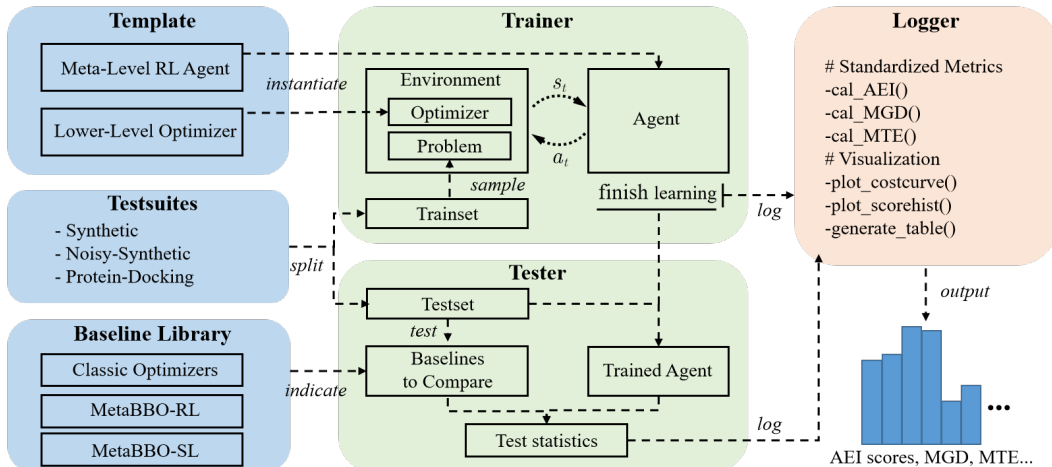 Template
Meta-Level RL Agent
Lower-Level Optimizer
instantiate
Testsuites
- Synthetic
- Noisy-Synthetic
- Protein-Docking
split
Baseline Library
Classic Optimizers
MetaBBO-RL
MetaBBO-SL
indicate
Trainer
Environment
Optimizer
Problem
sample
Trainset
s_t
a_t
Agent
finish learning
log
Tester
Testset
test
Baselines
to Compare
Trained Agent
Test statistics
log
Logger
# Standardized Metrics
-cal_AEI()
-cal_MGD()
-cal_MTE()
# Visualization
-plot_costcurve()
-plot_scorehist()
-generate_table()
output
...
AEI scores, MGD, MTE...